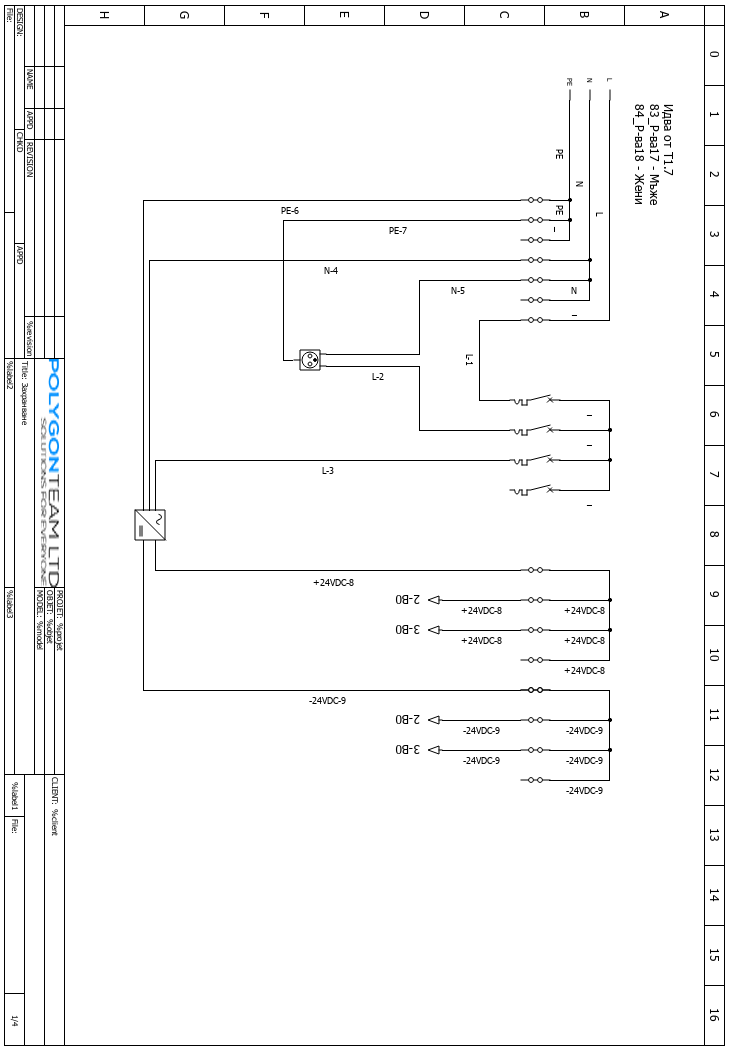 A
B
C
D
E
F
G
H
0
1
2
3
4
5
6
7
8
9
10
11
12
13
14
15
16
Идва от T1.7
83_Р-ва17 - Мъже
84_Р-ва18 - Жени
L
N
PE
L
N
PE
PE
N
PE-6
PE-7
N-4
N-5
L-1
L-2
L-3
+24VDC-8
2-B0
+24VDC-8
+24VDC-8
3-B0
+24VDC-8
+24VDC-8
+24VDC-8
-24VDC-9
2-B0
-24VDC-9
-24VDC-9
3-B0
-24VDC-9
-24VDC-9
-24VDC-9
NAME
APPD
REVISION
%revision
DESIGN:
CHKD
APPD
File:
POLYGONTEAM LTD
SOLUTIONS FOR EVERYONE
Title: Захранване
%label2
PROJET: %projet
OBJET: %objet
MODEL: %model
%label3
CLIENT: %client
%label1
File:
1/4